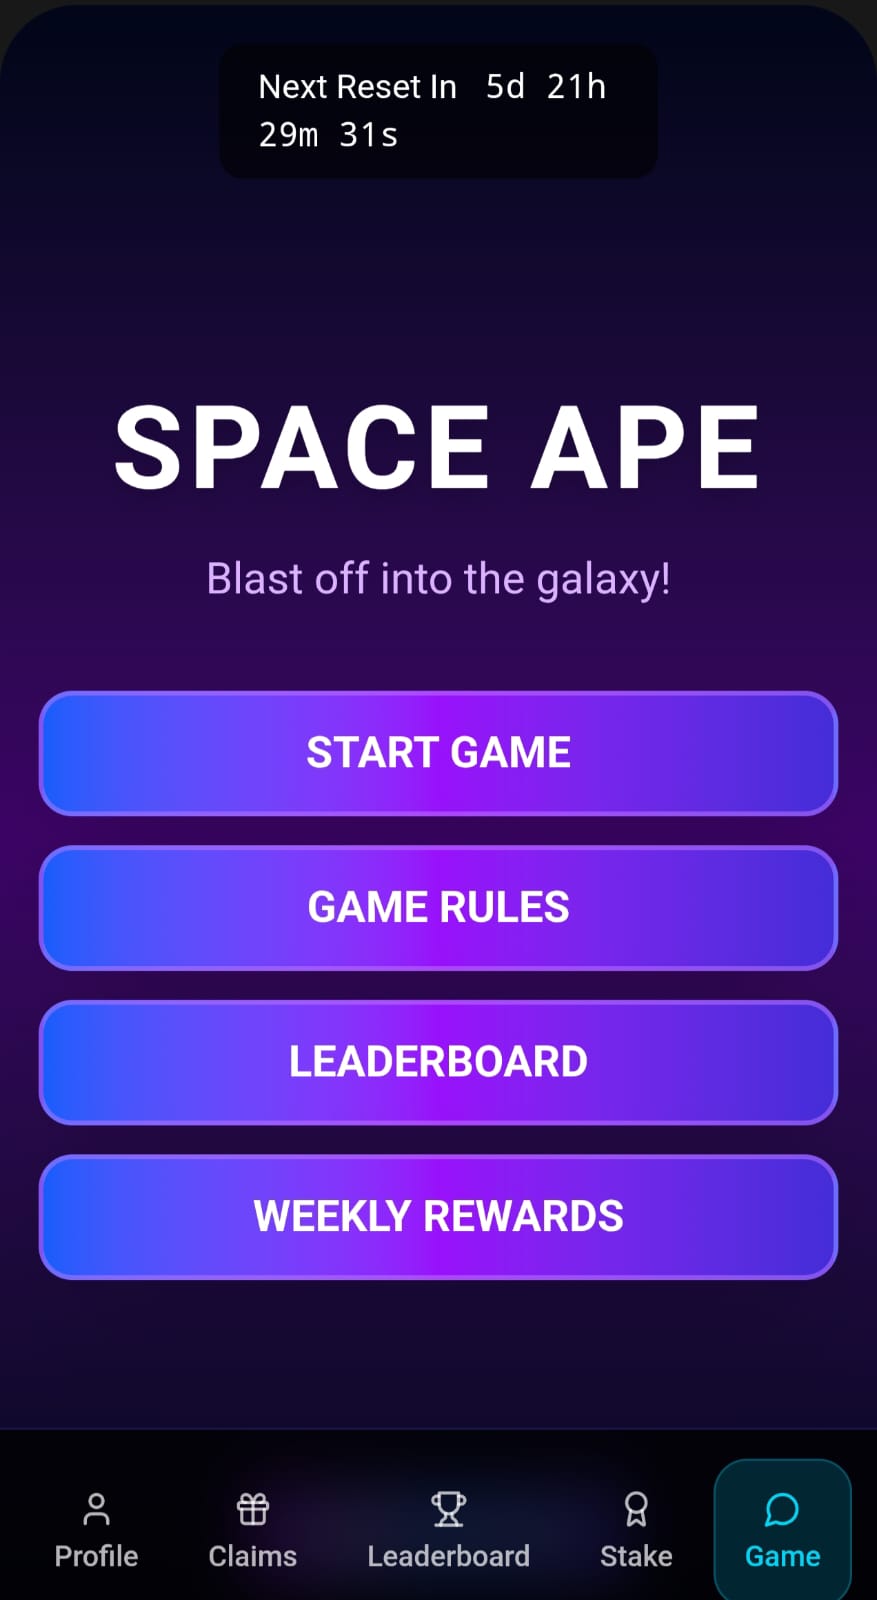 Next Reset In 5d 21h
29m 31s
SPACE APE
Blast off into the galaxy!
START GAME
GAME RULES
LEADERBOARD
WEEKLY REWARDS
Profile
Claims
Leaderboard
Stake
Game